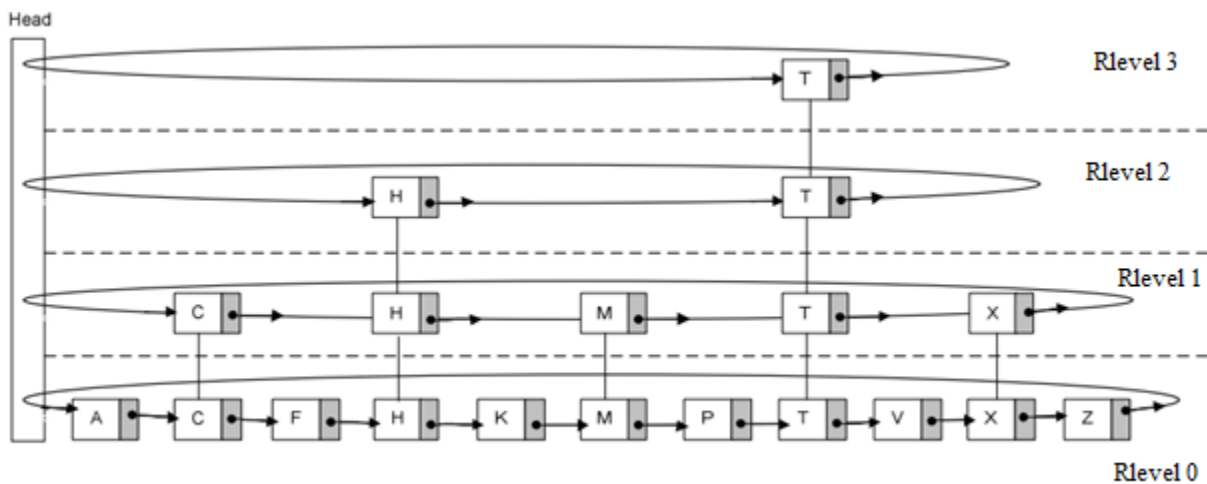 Head
T
Rlevel 3
H T
Rlevel 2
C H M T X
Rlevel 1
A C F H K M P T V X Z
Rlevel 0